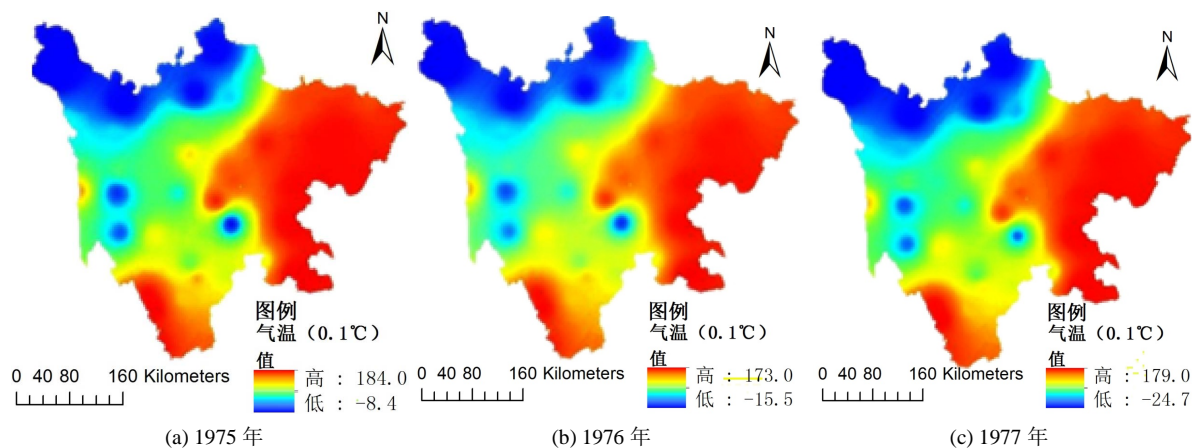 N
图例
气温（0.1℃）
值
高 : 184.0
低 : -8.4
0 40 80 160 Kilometers
(a) 1975 年
N
图例
气温（0.1℃）
值
高 : 173.0
低 : -15.5
0 40 80 160 Kilometers
(b) 1976 年
N
图例
气温（0.1℃）
值
高 : 179.0
低 : -24.7
0 40 80 160 Kilometers
(c) 1977 年